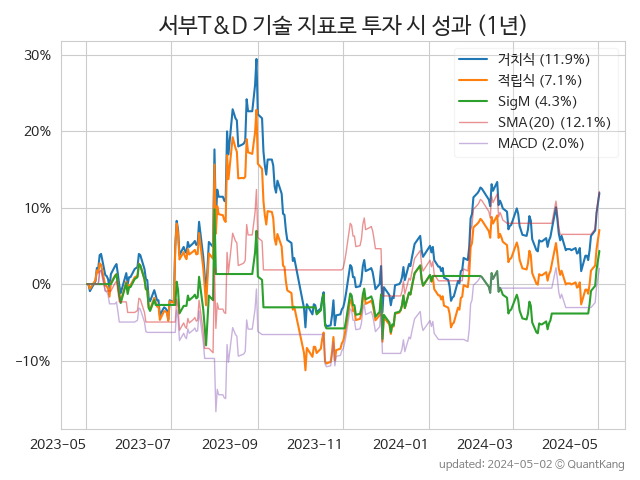 서부T&D 기술 지표로 투자 시 성과 (1년)
거치식 (11.9%)
적립식 (7.1%)
SigM (4.3%)
SMA(20) (12.1%)
MACD (2.0%)
30%
20%
10%
0%
−10%
2023-05
2023-07
2023-09
2023-11
2024-01
2024-03
2024-05
updated: 2024-05-02 © QuantKang